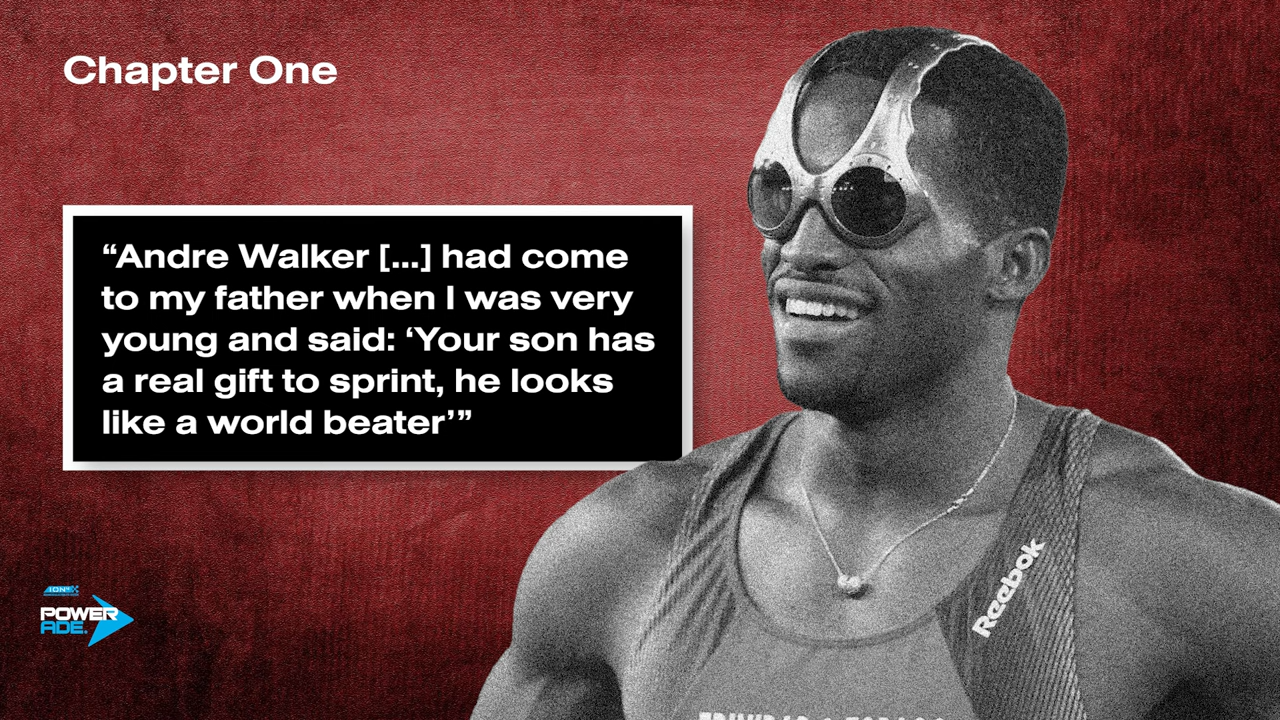 Chapter One
“Andre Walker [...] had come
to my father when I was very
young and said: ‘Your son has
a real gift to sprint, he looks
like a world beater’”
ION4
POWER
ADE.
Reebok